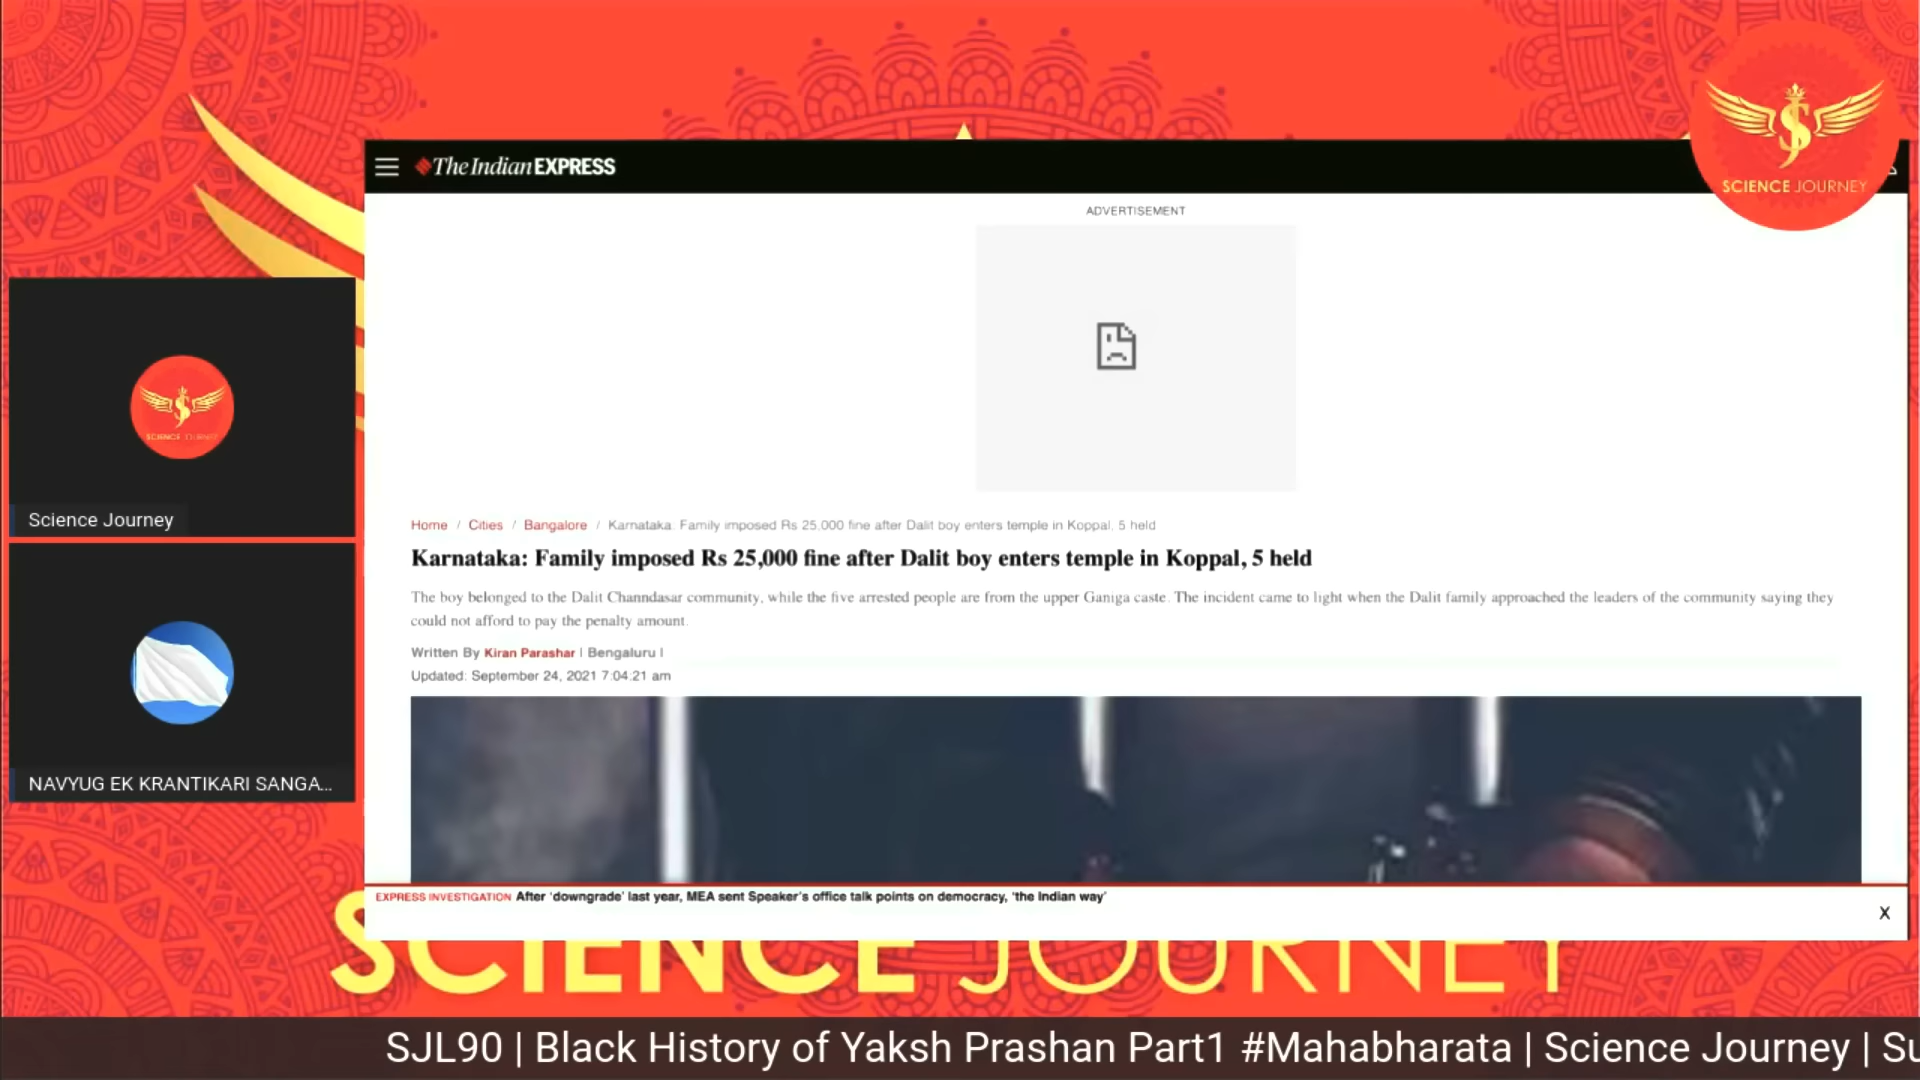 The Indian EXPRESS
SCIENCE JOURNEY
ADVERTISEMENT
Home / Cities / Bangalore / Karnataka: Family imposed Rs 25,000 fine after Dalit boy enters temple in Koppal, 5 held
Karnataka: Family imposed Rs 25,000 fine after Dalit boy enters temple in Koppal, 5 held
The boy belonged to the Dalit Channdasar community, while the five arrested people are from the upper Ganiga caste. The incident came to light when the Dalit family approached the leaders of the community saying they
could not afford to pay the penalty amount.
Written By Kiran Parashar | Bengaluru |
Updated: September 24, 2021 7:04:21 am
SCIENCE JOURNEY
Science Journey
NAVYUG EK KRANTIKARI SANGA...
EXPRESS INVESTIGATION After 'downgrade' last year, MEA sent Speaker's office talk points on democracy, 'the Indian way'
X
SCIENCE JOURNEY
SJL90 | Black History of Yaksh Prashan Part1 #Mahabharata | Science Journey | Su